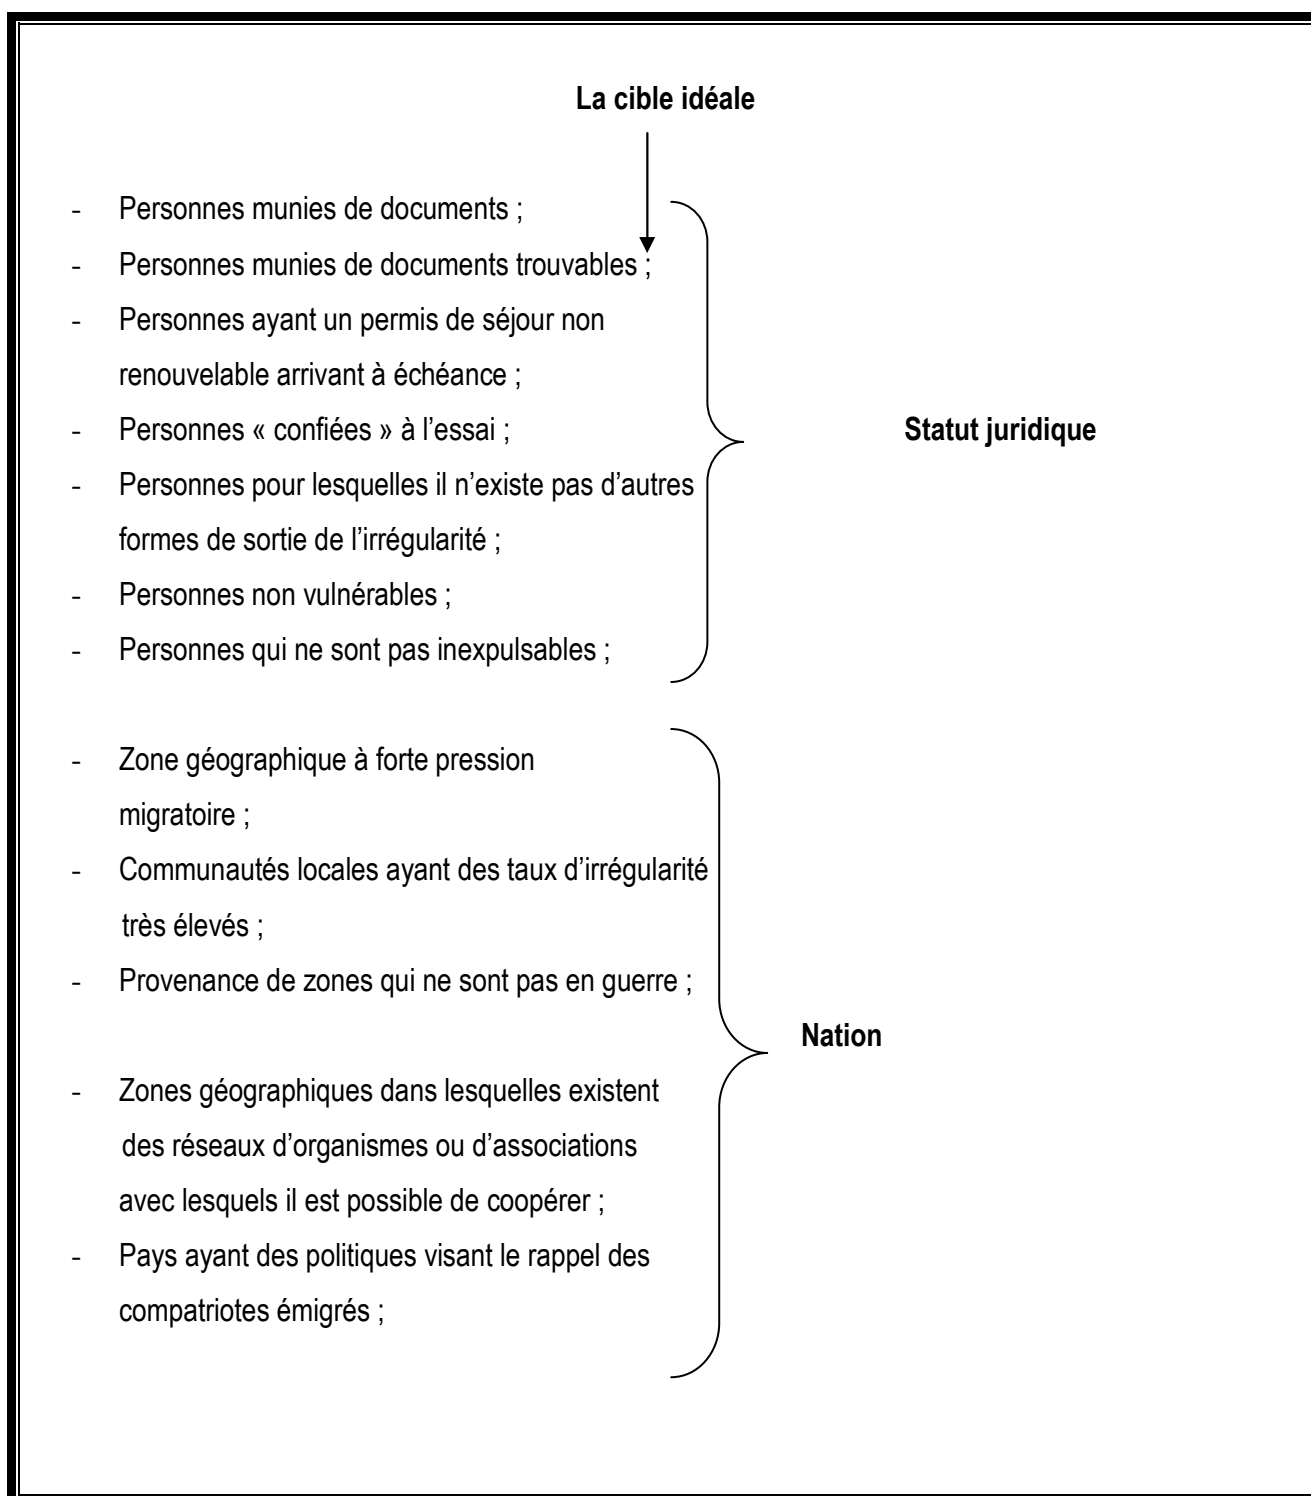 La cible idéale
- Personnes munies de documents ;
- Personnes munies de documents trouvables ;
- Personnes ayant un permis de séjour non
renouvelable arrivant à échéance ;
- Personnes « confiées » à l’essai ;
Statut juridique
- Personnes pour lesquelles il n’existe pas d’autres
formes de sortie de l’irrégularité ;
- Personnes non vulnérables ;
- Personnes qui ne sont pas inexpulsables ;
- Zone géographique à forte pression
migratoire ;
- Communautés locales ayant des taux d’irrégularité
très élevés ;
- Provenance de zones qui ne sont pas en guerre ;
Nation
- Zones géographiques dans lesquelles existent
des réseaux d’organismes ou d’associations
avec lesquels il est possible de coopérer ;
- Pays ayant des politiques visant le rappel des
compatriotes émigrés ;